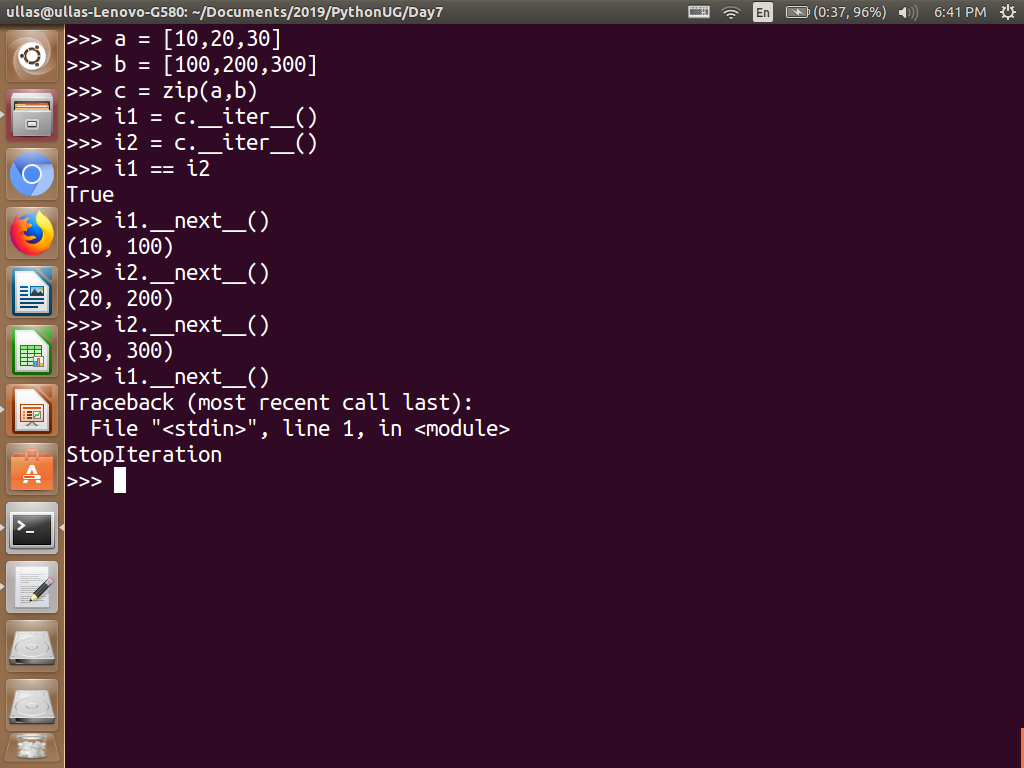 ullas@ullas-Lenovo-G580: ~/Documents/2019/PythonUG/Day7
En (0:37, 96%) 6:41 PM
>>> a = [10,20,30]
>>> b = [100,200,300]
>>> c = zip(a,b)
>>> i1 = c.__iter__()
>>> i2 = c.__iter__()
>>> i1 == i2
True
>>> i1.__next__()
(10, 100)
>>> i2.__next__()
(20, 200)
>>> i2.__next__()
(30, 300)
>>> i1.__next__()
Traceback (most recent call last):
  File "<stdin>", line 1, in <module>
StopIteration
>>>